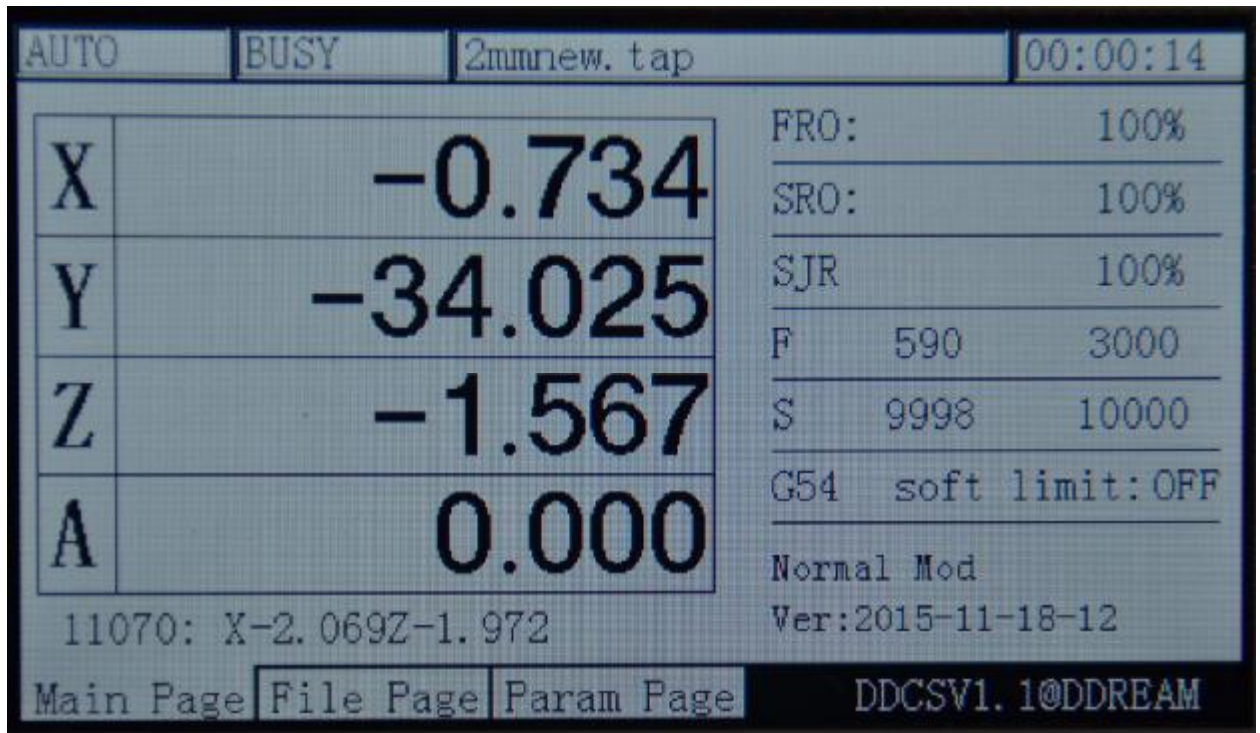 AUTO BUSY 2mmnew.tap 00:00:14
X -0.734
Y -34.025
Z -1.567
A 0.000
FRO: 100%
SRO: 100%
SJR 100%
F 590 3000
S 9998 10000
G54 soft limit:OFF
Normal Mod
Ver:2015-11-18-12
11070: X-2.069Z-1.972
Main Page File Page Param Page DDCSV1.1@DDREAM